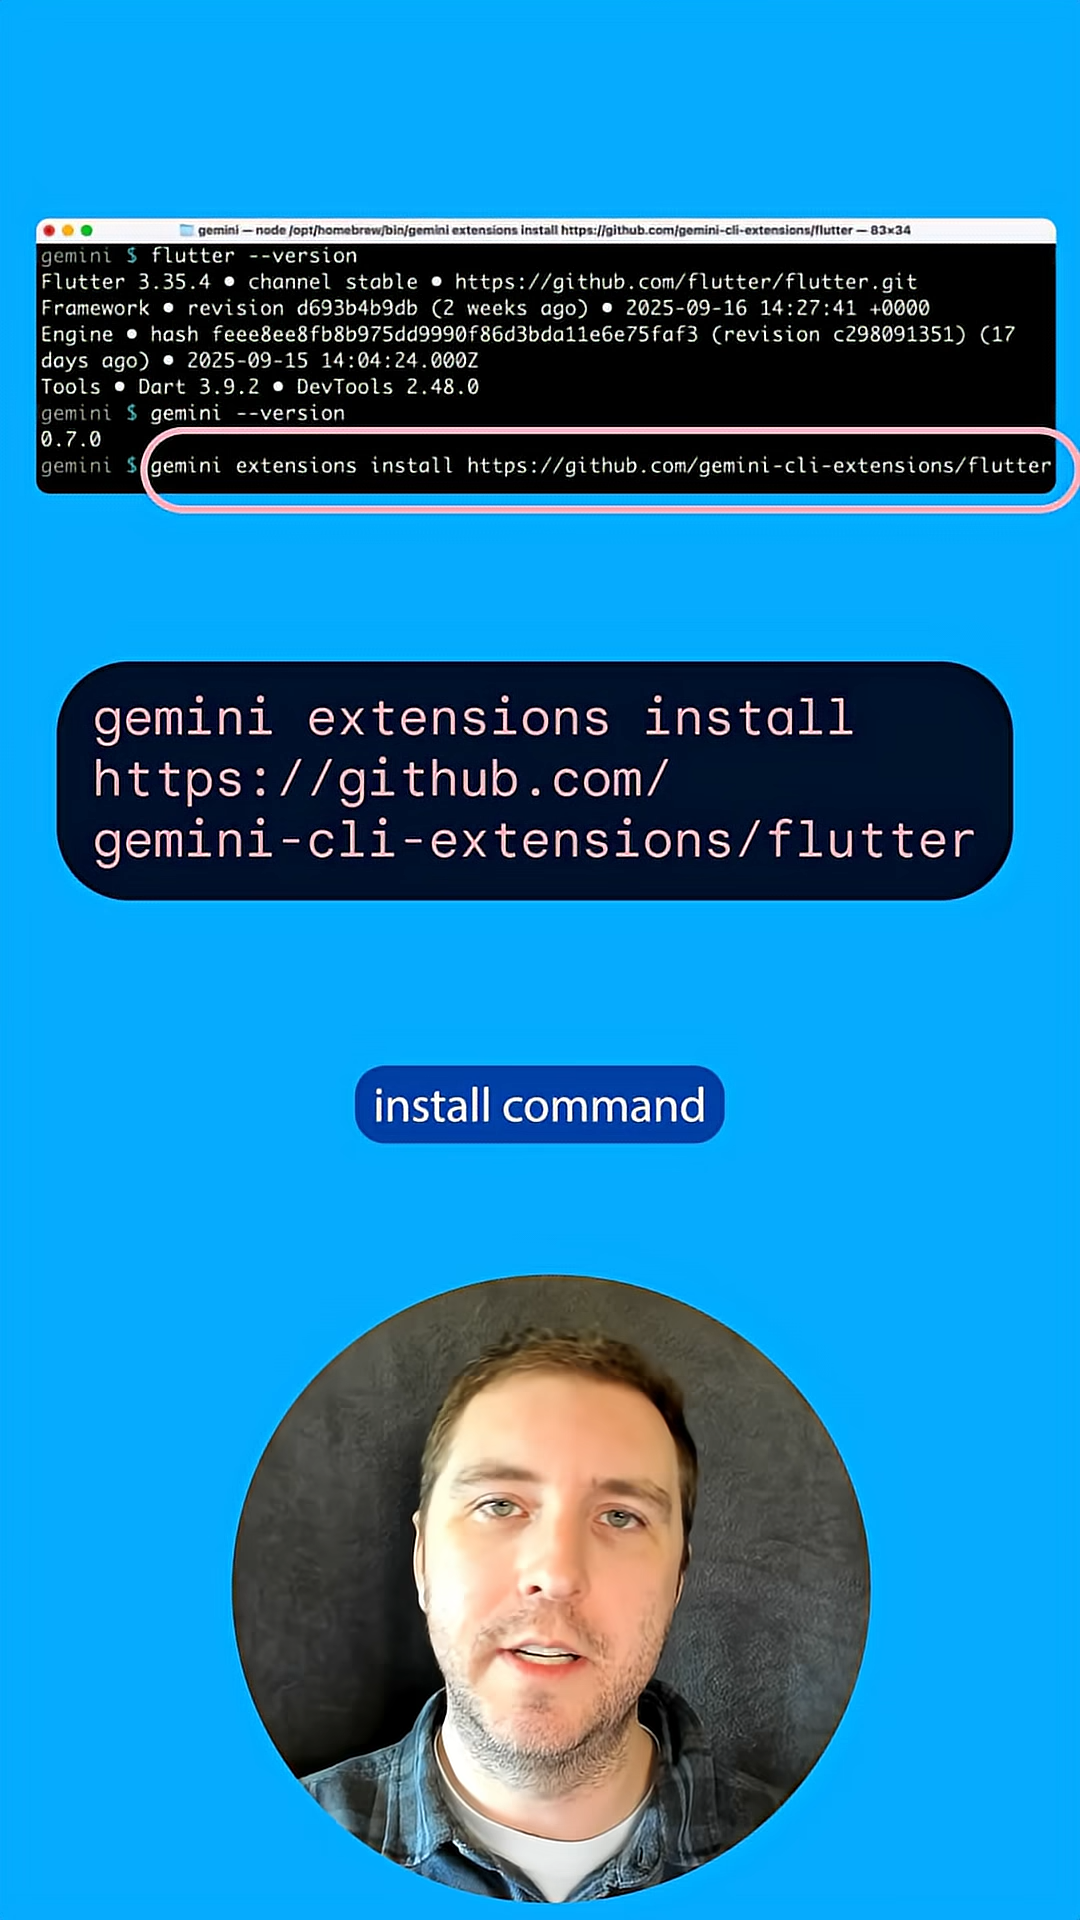 gemini — node /opt/homebrew/bin/gemini extensions install https://github.com/gemini-cli-extensions/flutter — 83×34
gemini $ flutter --version
Flutter 3.35.4 • channel stable • https://github.com/flutter/flutter.git
Framework • revision d693b4b9db (2 weeks ago) • 2025-09-16 14:27:41 +0000
Engine • hash feee8ee8fb8b975dd9990f86d3bda11e6e75faf3 (revision c298091351) (17
days ago) • 2025-09-15 14:04:24.000Z
Tools • Dart 3.9.2 • DevTools 2.48.0
gemini $ gemini --version
0.7.0
gemini $ gemini extensions install https://github.com/gemini-cli-extensions/flutter
gemini extensions install
https://github.com/
gemini-cli-extensions/flutter
install command